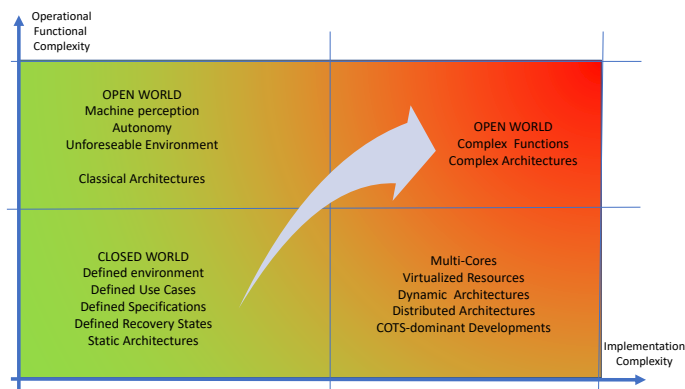 Operational
Functional
Complexity
OPEN WORLD
Machine perception
Autonomy
Unforeseable Environment
Classical Architectures
OPEN WORLD
Complex Functions
Complex Architectures
CLOSED WORLD
Defined environment
Defined Use Cases
Defined Specifications
Defined Recovery States
Static Architectures
Multi-Cores
Virtualized Resources
Dynamic Architectures
Distributed Architectures
COTS-dominant Developments
Implementation
Complexity